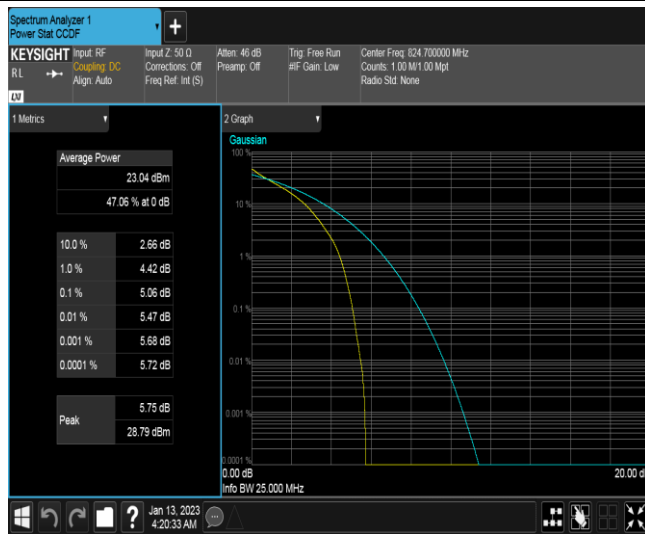 Spectrum Analyzer 1
Power Stat CCDF
+
KEYSIGHT
RL
Input: RF
Coupling: DC
Align: Auto
Input Z: 50 Ω
Corrections: Off
Freq Ref: Int (S)
Atten: 46 dB
Preamp: Off
Trig: Free Run
#IF Gain: Low
Center Freq: 824.700000 MHz
Counts: 1.00 M/1.00 Mpt
Radio Std: None
LXI
1 Metrics
Average Power
23.04 dBm
47.06 % at 0 dB
10.0 % 2.66 dB
1.0 % 4.42 dB
0.1 % 5.06 dB
0.01 % 5.47 dB
0.001 % 5.68 dB
0.0001 % 5.72 dB
Peak
5.75 dB
28.79 dBm
2 Graph
Gaussian
100 %
10 %
1 %
0.1 %
0.01 %
0.001 %
0.0001 %
0.00 dB
20.00 d
Info BW 25.000 MHz
?
Jan 13, 2023
4:20:33 AM